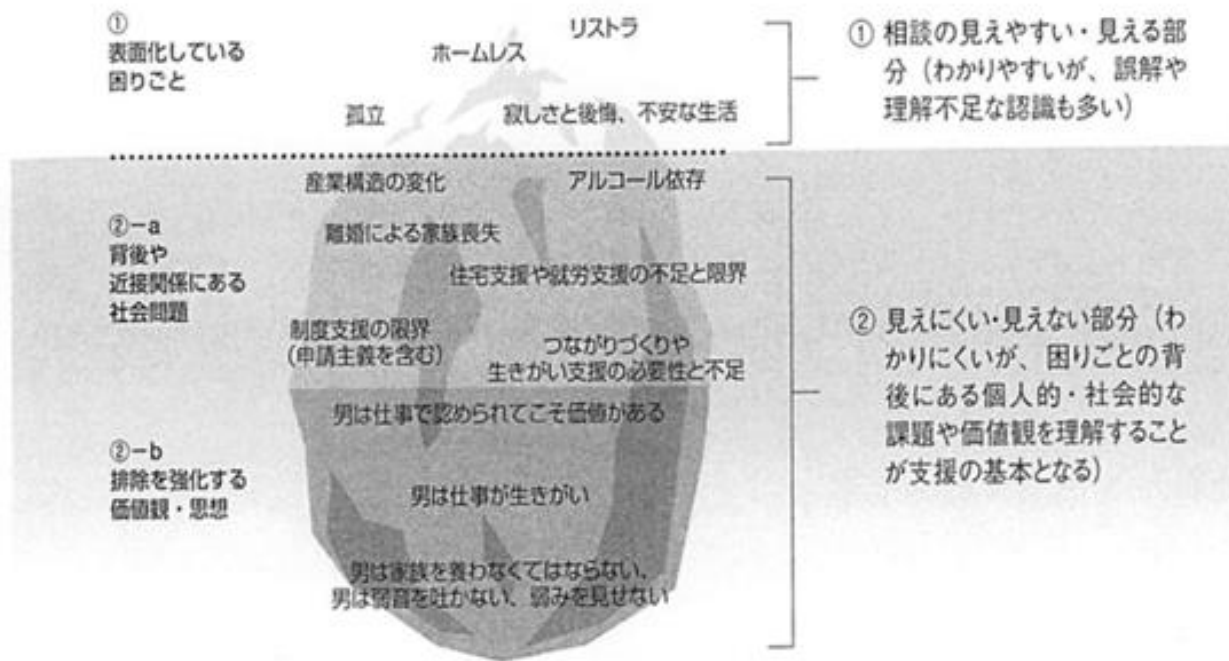 ①
表面化している
困りごと
リストラ
ホームレス
孤立
寂しさと後悔、不安な生活
① 相談の見えやすい・見える部
分（わかりやすいが、誤解や
理解不足な認識も多い）
産業構造の変化
アルコール依存
②−a
背後や
近接関係にある
社会問題
離婚による家族喪失
住宅支援や就労支援の不足と限界
制度支援の限界
（申請主義を含む）
つながりづくりや
生きがい支援の必要性と不足
② 見えにくい・見えない部分（わ
かりにくいが、困りごとの背
後にある個人的・社会的な
課題や価値観を理解すること
が支援の基本となる）
②−b
排除を強化する
価値観・思想
男は仕事で認められてこそ価値がある
男は仕事が生きがい
男は家族を養わなくてはならない、
男は弱音を吐かない、弱みを見せない